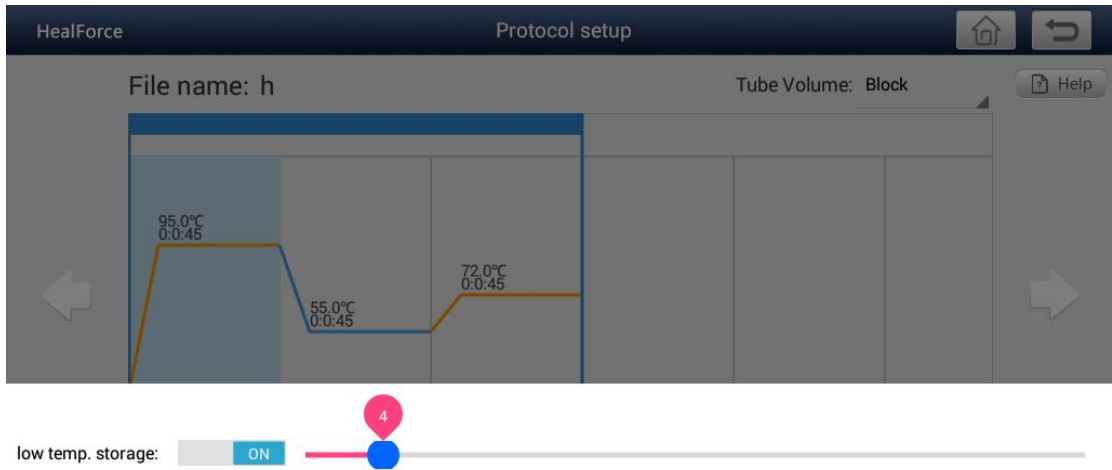 HealForce
Protocol setup
File name: h
Tube Volume: Block
Help
95.0℃
0:0:45
55.0℃
0:0:45
72.0℃
0:0:45
4
low temp. storage:
ON